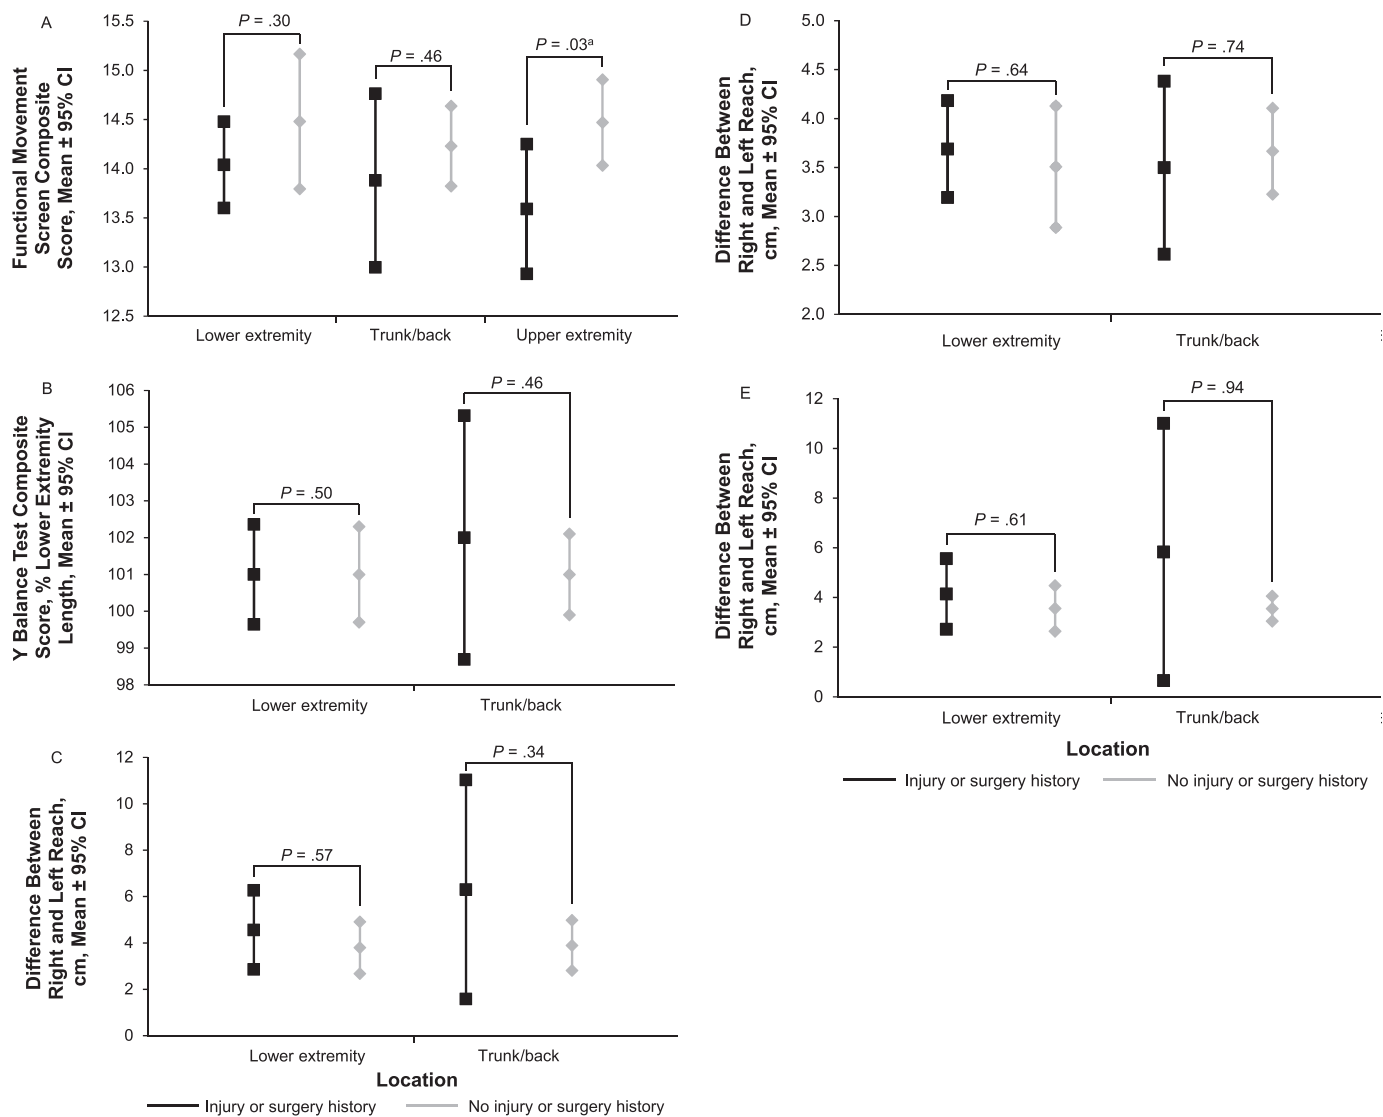 A
Functional Movement
Screen Composite
Score, Mean ± 95% CI
15.5
15.0
14.5
14.0
13.5
13.0
12.5
P = .30
P = .46
P = .03ª
Lower extremity
Trunk/back
Upper extremity
B
Y Balance Test Composite
Score, % Lower Extremity
Length, Mean ± 95% CI
106
105
104
103
102
101
100
99
98
P = .50
P = .46
Lower extremity
Trunk/back
C
Difference Between
Right and Left Reach,
cm, Mean ± 95% CI
12
10
8
6
4
2
0
P = .57
P = .34
Lower extremity
Trunk/back
Location
Injury or surgery history
No injury or surgery history
D
Difference Between
Right and Left Reach,
cm, Mean ± 95% CI
5.0
4.5
4.0
3.5
3.0
2.5
2.0
P = .64
P = .74
Lower extremity
Trunk/back
E
Difference Between
Right and Left Reach,
cm, Mean ± 95% CI
12
10
8
6
4
2
0
P = .61
P = .94
Lower extremity
Trunk/back
Location
Injury or surgery history
No injury or surgery history